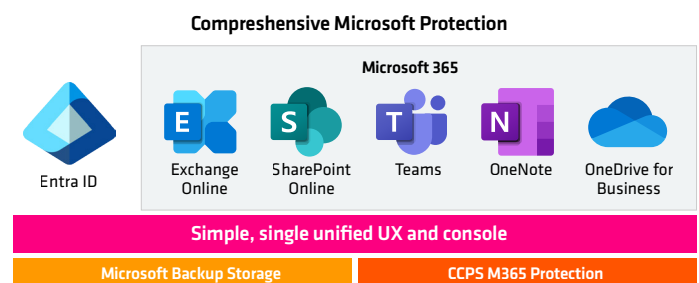 Compreshensive Microsoft Protection
Microsoft 365
E
S
T
N
Entra ID
Exchange
Online
SharePoint
Online
Teams
OneNote
OneDrive for
Business
Simple, single unified UX and console
Microsoft Backup Storage
CCPS M365 Protection